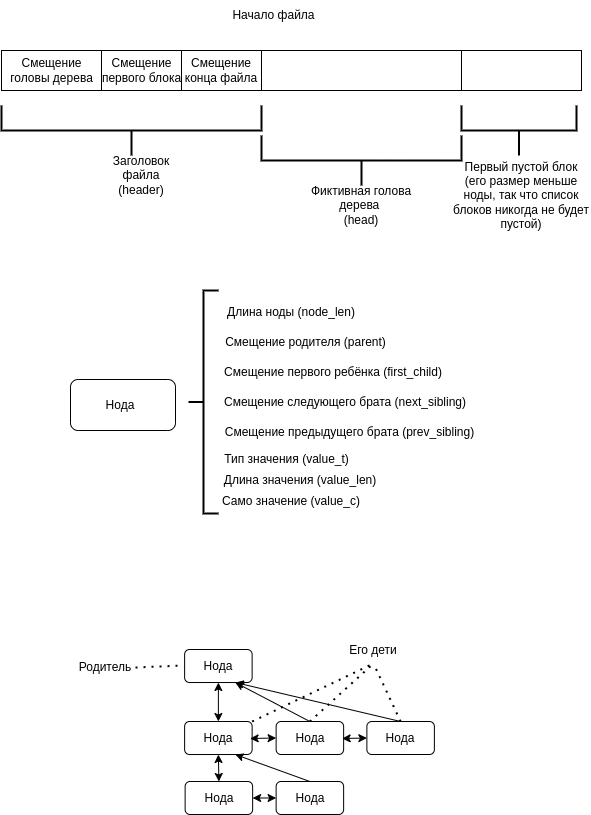 Начало файла
Смещение
головы дерева
Смещение
первого блока
Смещение
конца файла
Заголовок
файла
(header)
Фиктивная голова
дерева
(head)
Первый пустой блок
(его размер меньше
ноды, так что список
блоков никогда не будет
пустой)
Нода
Длина ноды (node_len)
Смещение родителя (parent)
Смещение первого ребёнка (first_child)
Смещение следующего брата (next_sibling)
Смещение предыдущего брата (prev_sibling)
Тип значения (value_t)
Длина значения (value_len)
Само значение (value_c)
Родитель
Нода
Его дети
Нода
Нода
Нода
Нода
Нода